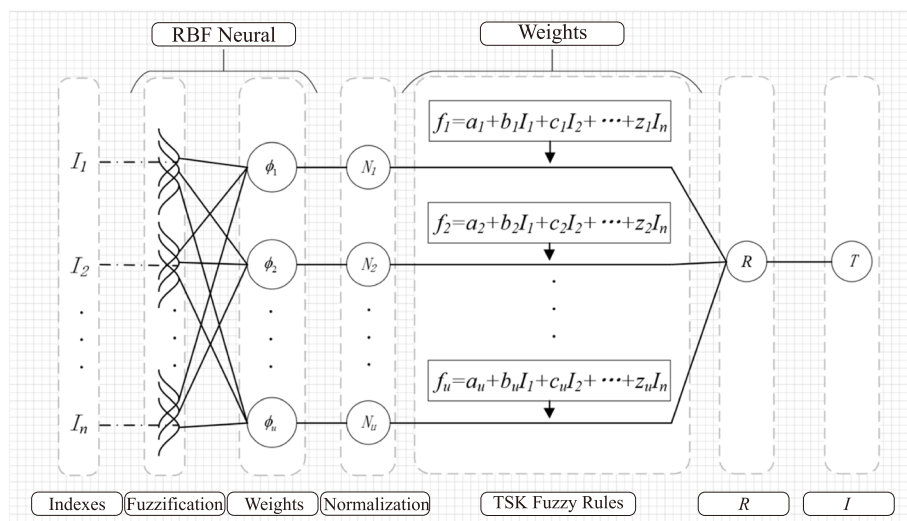 RBF Neural
Weights
f1=a1+b1I1+c1I2+⋯+z1In
I1
ϕ1
N1
f2=a2+b2I1+c2I2+⋯+z2In
I2
ϕ2
N2
R
T
fu=au+buI1+cuI2+⋯+zuIn
In
ϕu
Nu
Indexes
Fuzzification
Weights
Normalization
TSK Fuzzy Rules
R
I